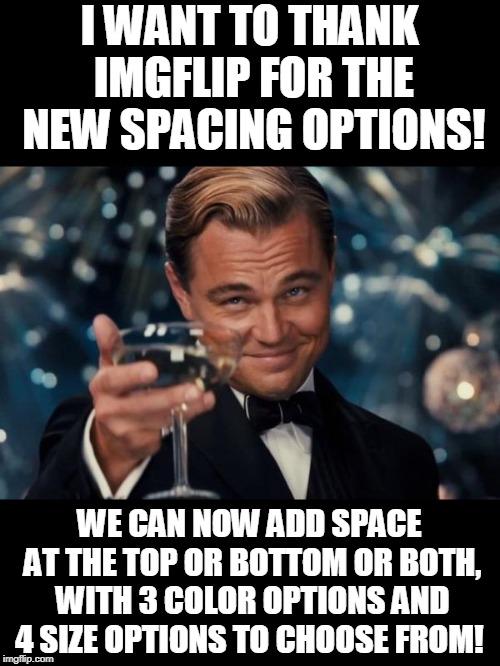 I WANT TO THANK
IMGFLIP FOR THE
NEW SPACING OPTIONS!
WE CAN NOW ADD SPACE
AT THE TOP OR BOTTOM OR BOTH,
WITH 3 COLOR OPTIONS AND
4 SIZE OPTIONS TO CHOOSE FROM!
imgflip.com